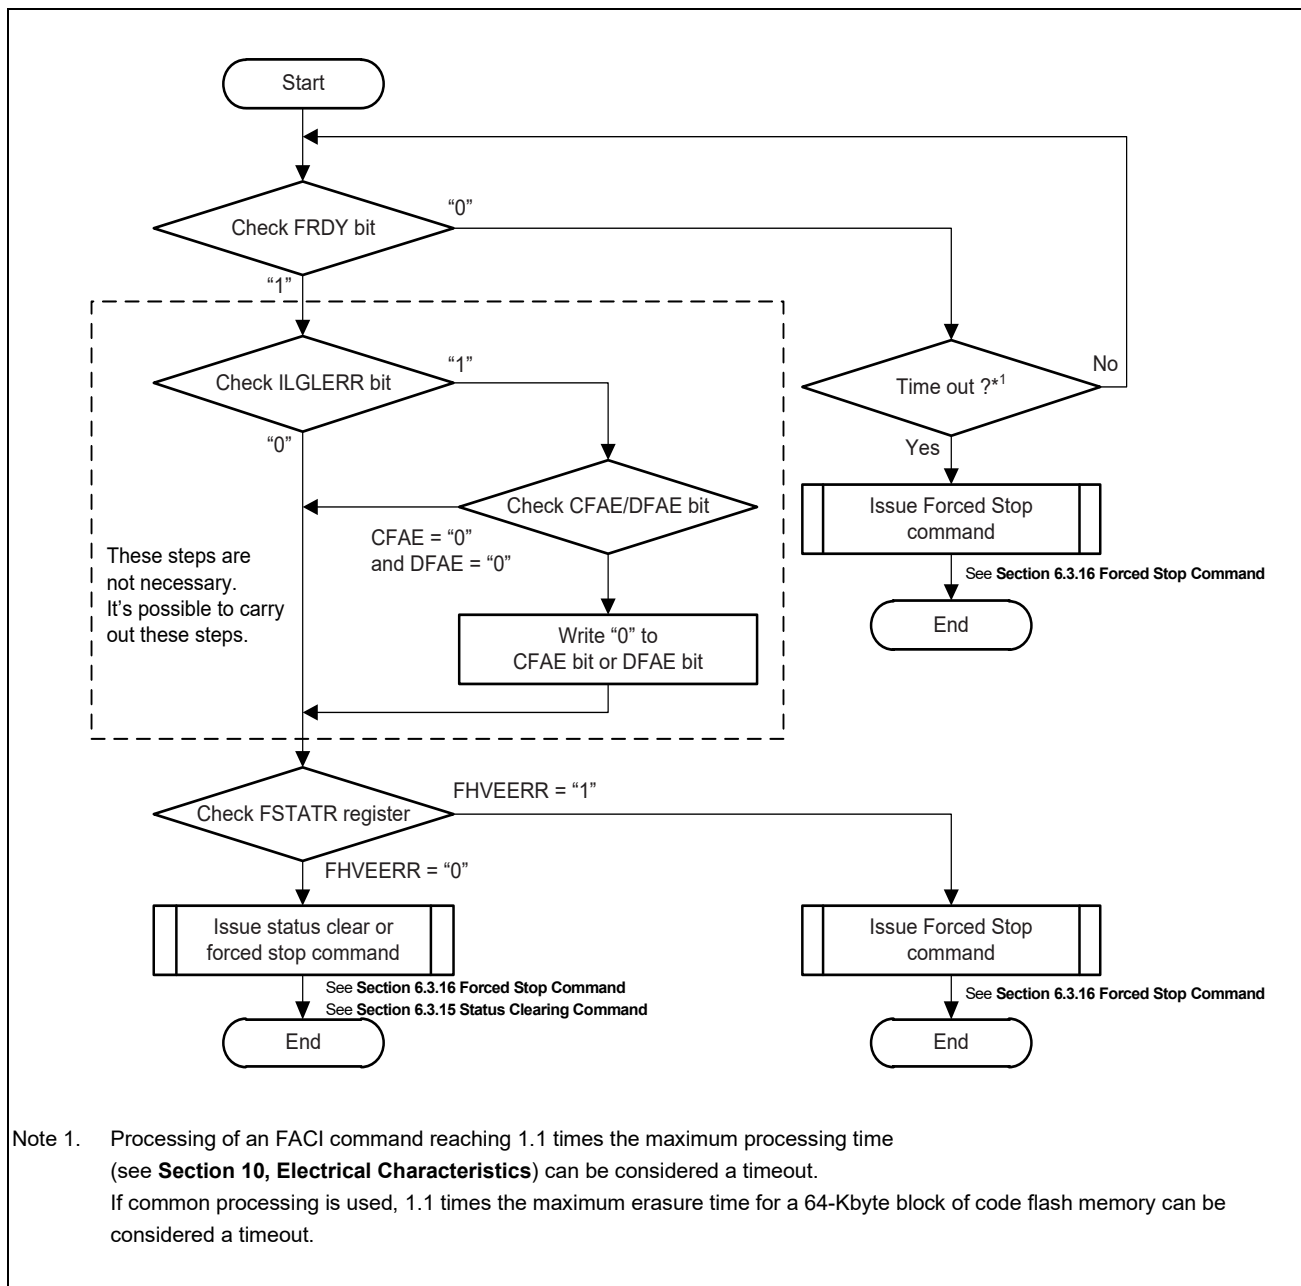 Start
Check FRDY bit
“0”
“1”
Check ILGLERR bit
“1”
“0”
Time out ?*1
No
Yes
Check CFAE/DFAE bit
CFAE = “0”
and DFAE = “0”
Issue Forced Stop
command
See Section 6.3.16 Forced Stop Command
End
These steps are
not necessary.
It’s possible to carry
out these steps.
Write “0” to
CFAE bit or DFAE bit
Check FSTATR register
FHVEERR = “1”
FHVEERR = “0”
Issue status clear or
forced stop command
See Section 6.3.16 Forced Stop Command
See Section 6.3.15 Status Clearing Command
End
Issue Forced Stop
command
See Section 6.3.16 Forced Stop Command
End
Note 1. Processing of an FACI command reaching 1.1 times the maximum processing time
(see Section 10, Electrical Characteristics) can be considered a timeout.
If common processing is used, 1.1 times the maximum erasure time for a 64-Kbyte block of code flash memory can be
considered a timeout.